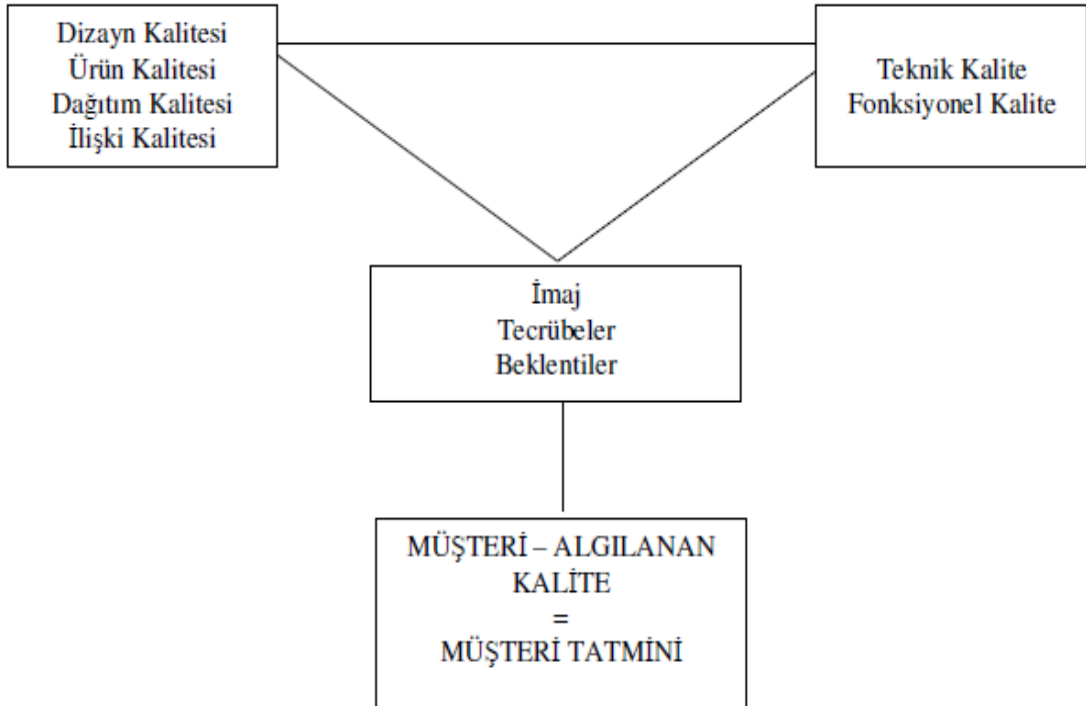 Dizayn Kalitesi
Ürün Kalitesi
Dağıtım Kalitesi
İlişki Kalitesi
Teknik Kalite
Fonksiyonel Kalite
İmaj
Tecrübeler
Beklentiler
MÜŞTERİ – ALGILANAN
KALİTE
=
MÜŞTERİ TATMİNİ